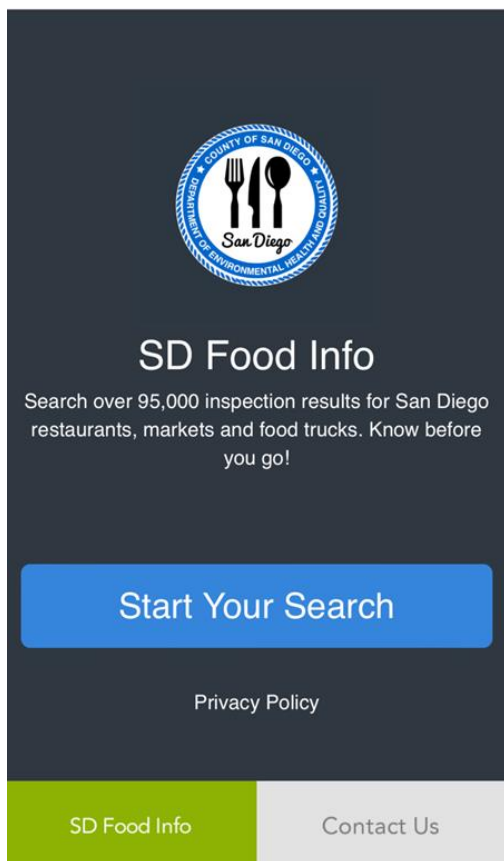 COUNTY OF SAN DIEGO
DEPARTMENT OF ENVIRONMENTAL HEALTH AND QUALITY
San Diego
SD Food Info
Search over 95,000 inspection results for San Diego
restaurants, markets and food trucks. Know before
you go!
Start Your Search
Privacy Policy
SD Food Info
Contact Us